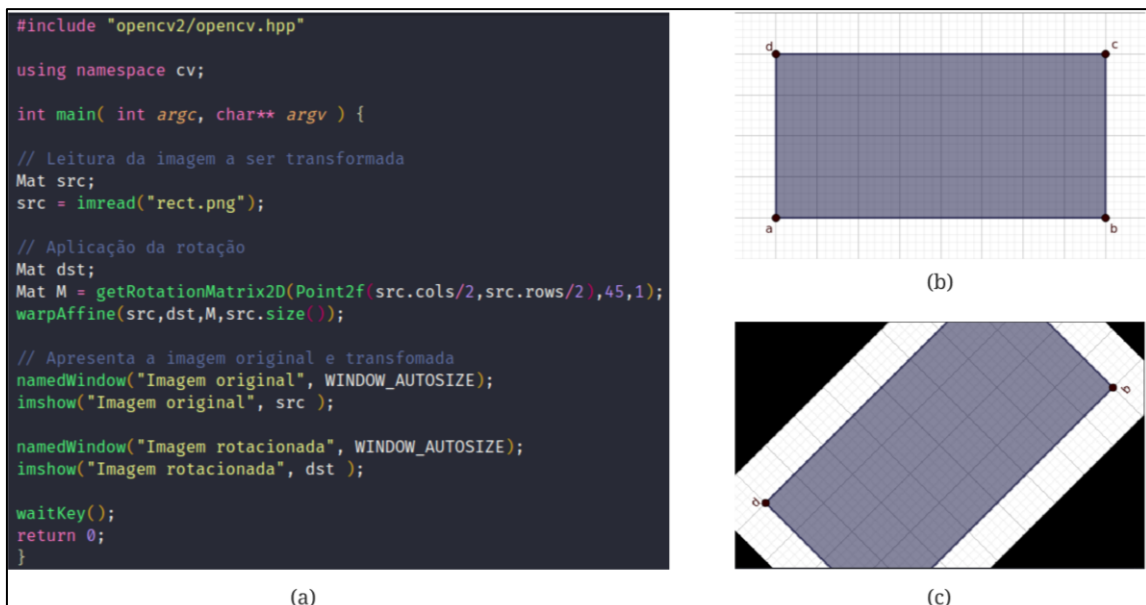 #include "opencv2/opencv.hpp"
using namespace cv;
int main( int argc, char** argv ) {
// Leitura da imagem a ser transformada
Mat src;
src = imread("rect.png");
// Aplicação da rotação
Mat dst;
Mat M = getRotationMatrix2D(Point2f(src.cols/2,src.rows/2),45,1);
warpAffine(src,dst,M,src.size());
// Apresenta a imagem original e transfomada
namedWindow("Imagem original", WINDOW_AUTOSIZE);
imshow("Imagem original", src );
namedWindow("Imagem rotacionada", WINDOW_AUTOSIZE);
imshow("Imagem rotacionada", dst );
waitKey();
return 0;
}
(a)
d
c
a
b
(b)
d
b
(c)